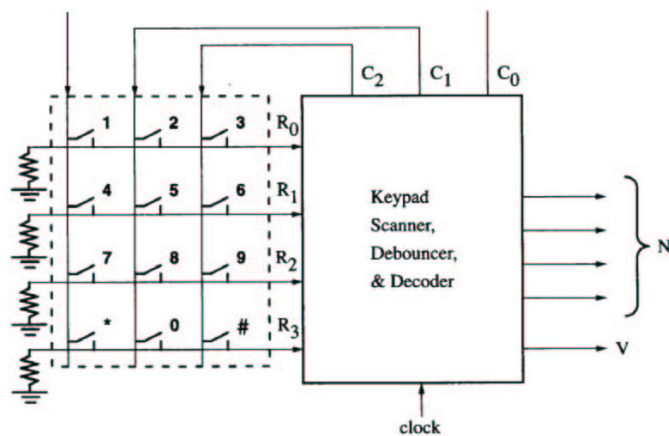 C2 C1 C0
1 2 3 R0
4 5 6 R1
7 8 9 R2
* 0 # R3
Keypad
Scanner,
Debouncer,
& Decoder
N
V
clock